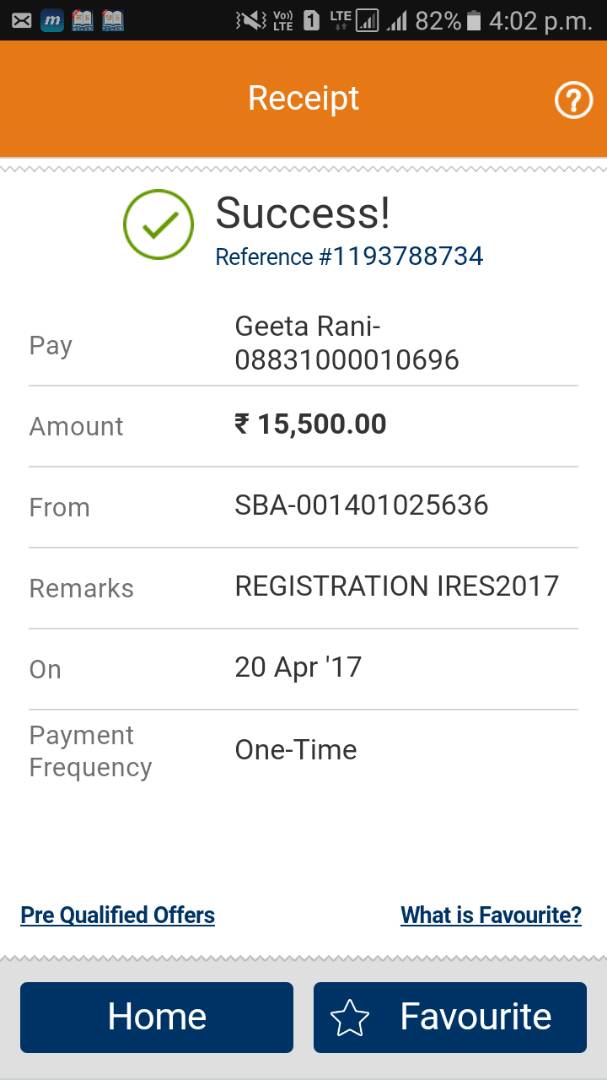 m Vo)) LTE 1 LTE 82% 4:02 p.m.
Receipt
?
Success!
Reference #1193788734
Pay
Geeta Rani-
08831000010696
Amount
₹ 15,500.00
From
SBA-001401025636
Remarks
REGISTRATION IRES2017
On
20 Apr '17
Payment
Frequency
One-Time
Pre Qualified Offers
What is Favourite?
Home
Favourite